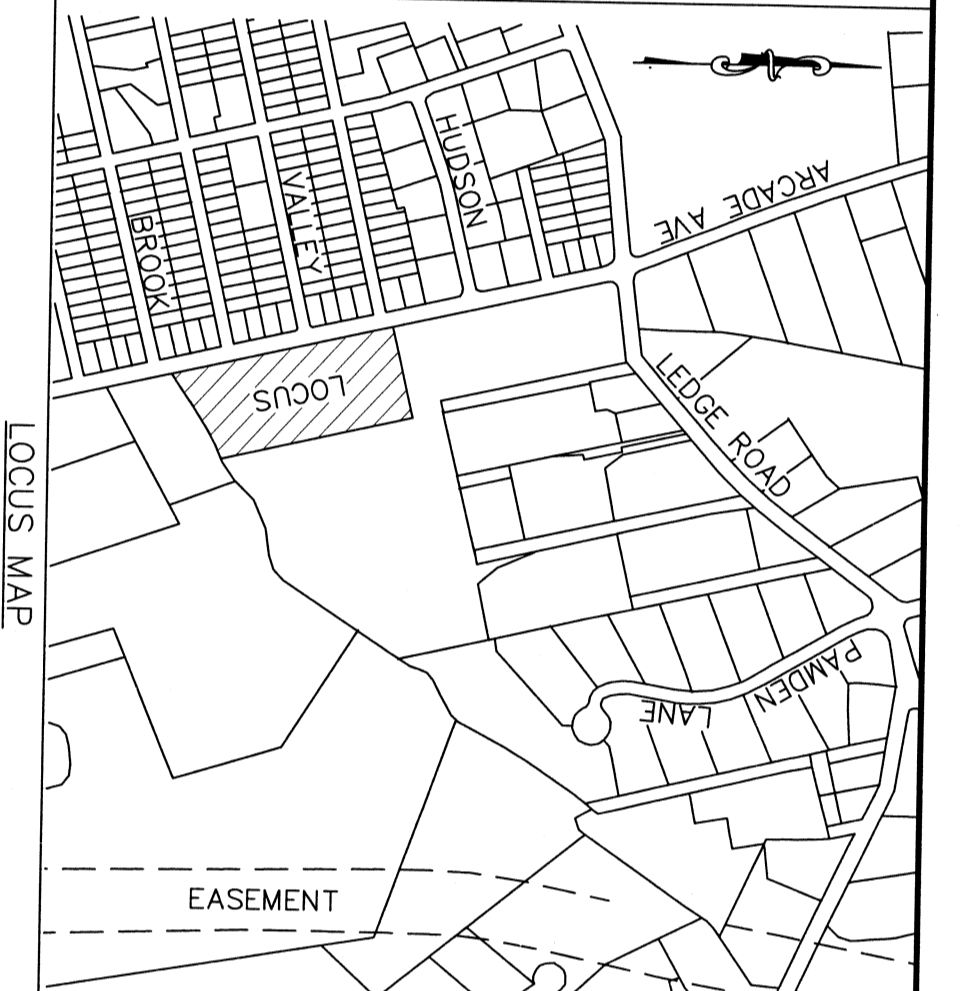 HUDSON
ARCADE AVE
VALLEY
BROOK
LEDGE ROAD
LOCUS
PAMDEN
LANE
EASEMENT
LOCUS MAP